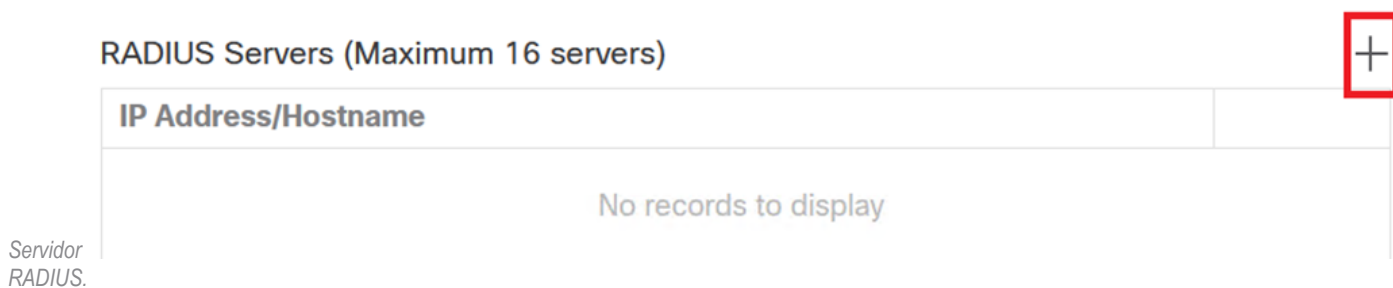 RADIUS Servers (Maximum 16 servers)
IP Address/Hostname
No records to display
Servidor
RADIUS.